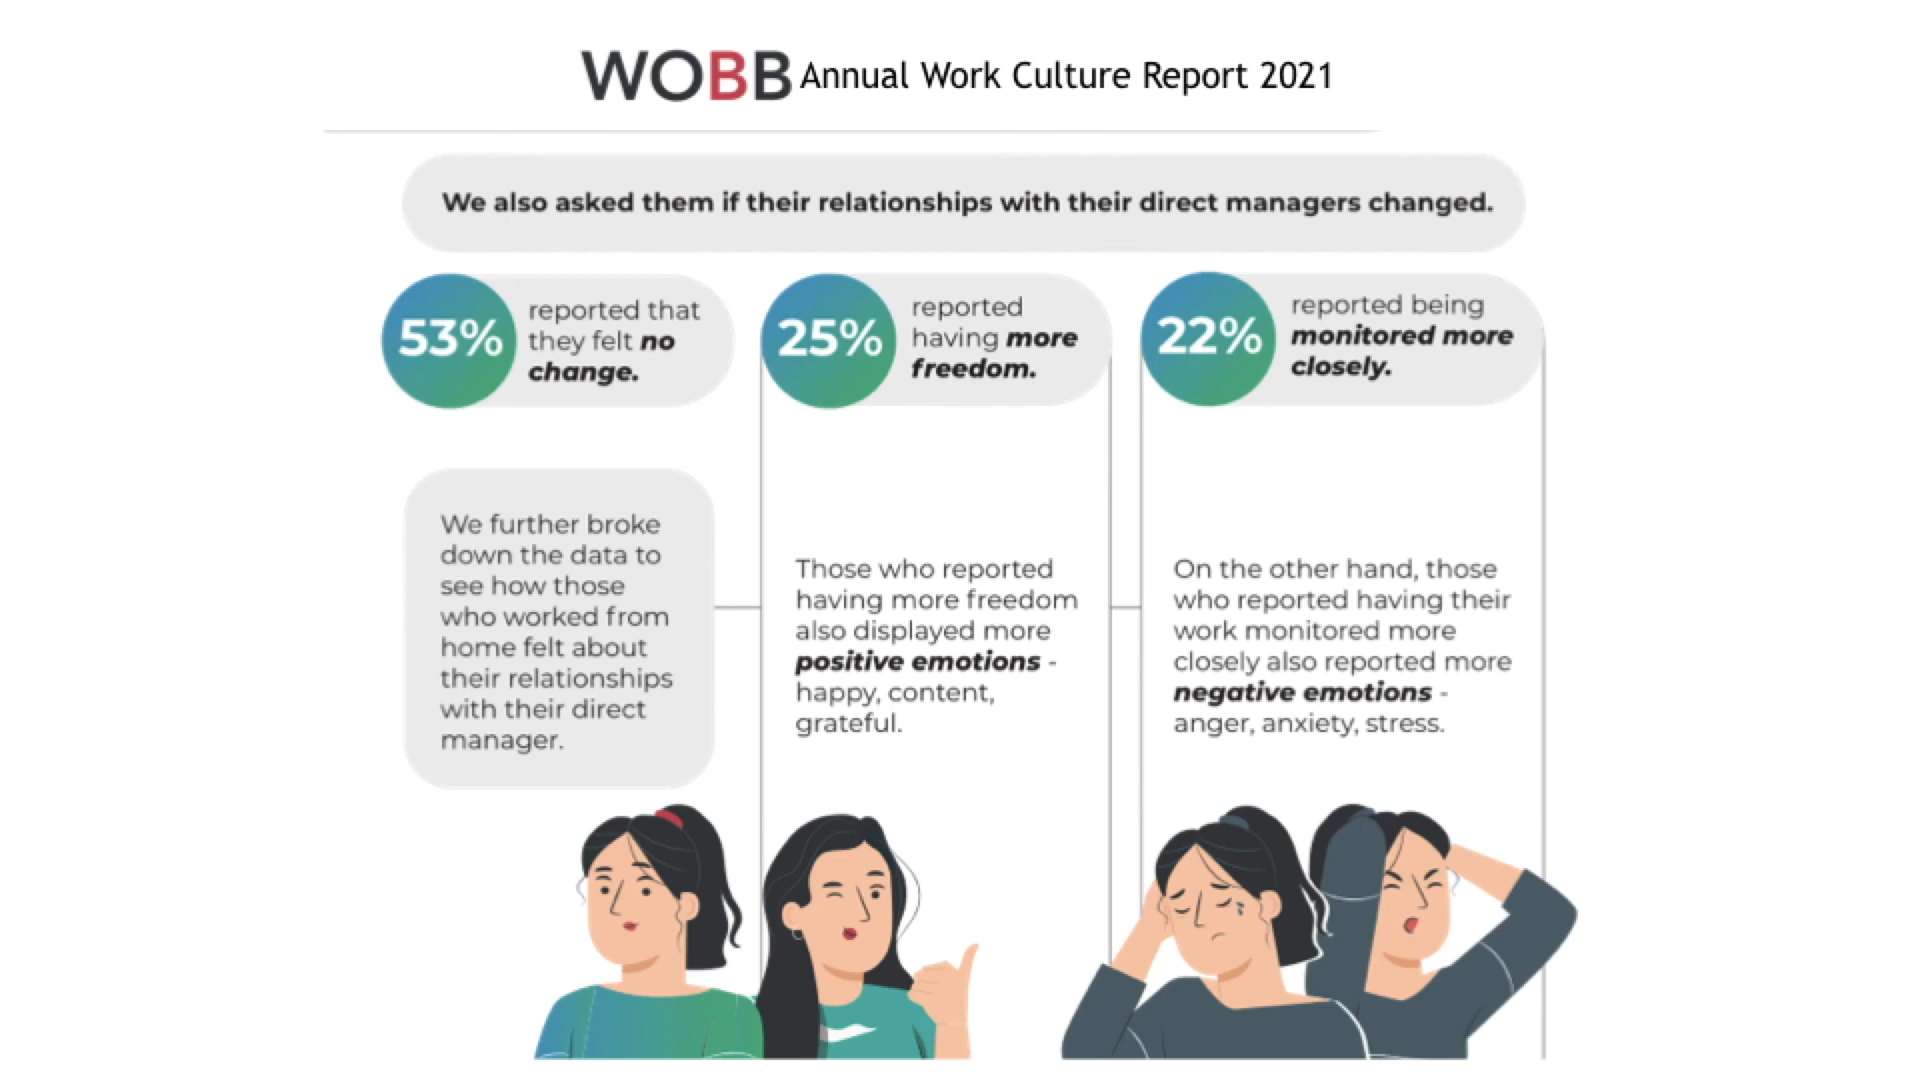 WOBB Annual Work Culture Report 2021
We also asked them if their relationships with their direct managers changed.
53%
reported that
they felt no
change.
25%
reported
having more
freedom.
22%
reported being
monitored more
closely.
We further broke
down the data to
see how those
who worked from
home felt about
their relationships
with their direct
manager.
Those who reported
having more freedom
also displayed more
positive emotions -
happy, content,
grateful.
On the other hand, those
who reported having their
work monitored more
closely also reported more
negative emotions -
anger, anxiety, stress.